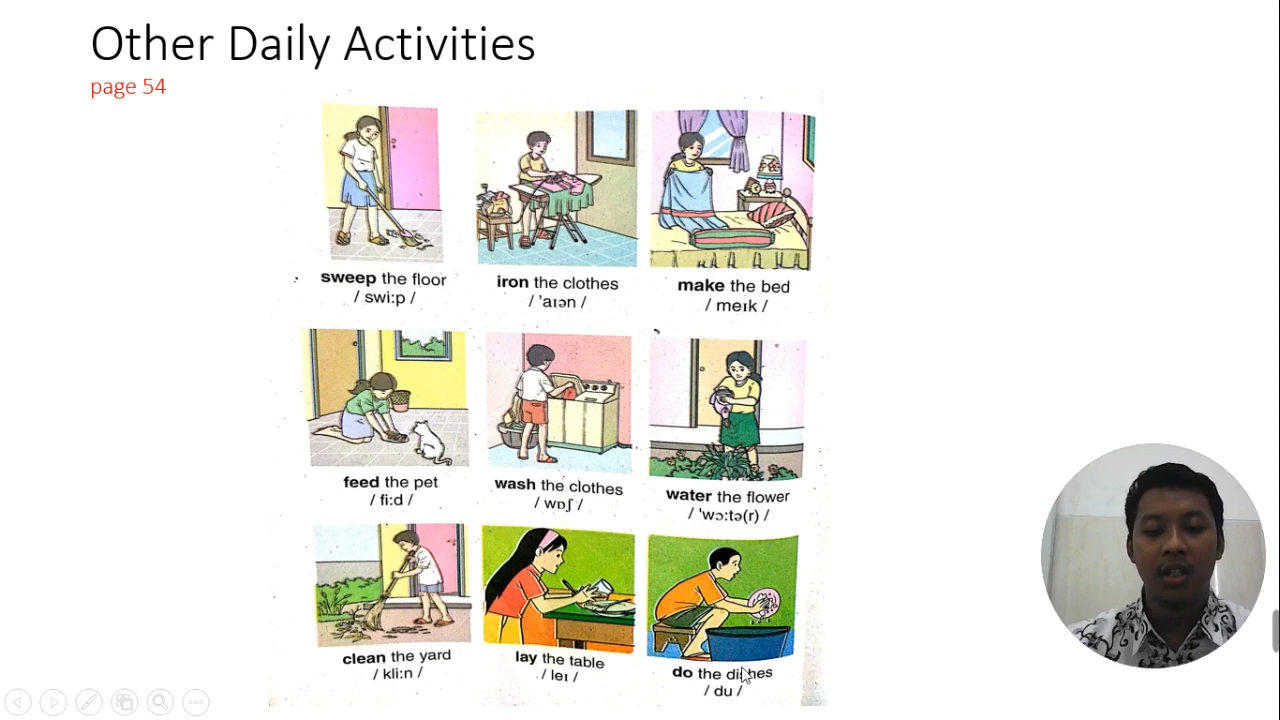 Other Daily Activities
page 54
sweep the floor
/ swi:p /
iron the clothes
/ 'aɪən /
make the bed
/ meɪk /
feed the pet
/ fi:d /
wash the clothes
/ wɒʃ /
water the flower
/ 'wɔ:tə(r) /
clean the yard
/ kli:n /
lay the table
/ leɪ /
do the dishes
/ du /